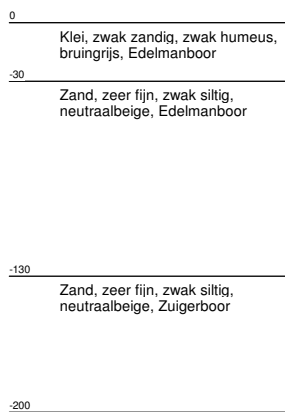 0
Klei, zwak zandig, zwak humeus,
bruingrijs, Edelmanboor
-30
Zand, zeer fijn, zwak siltig,
neutraalbeige, Edelmanboor
-130
Zand, zeer fijn, zwak siltig,
neutraalbeige, Zuigerboor
-200